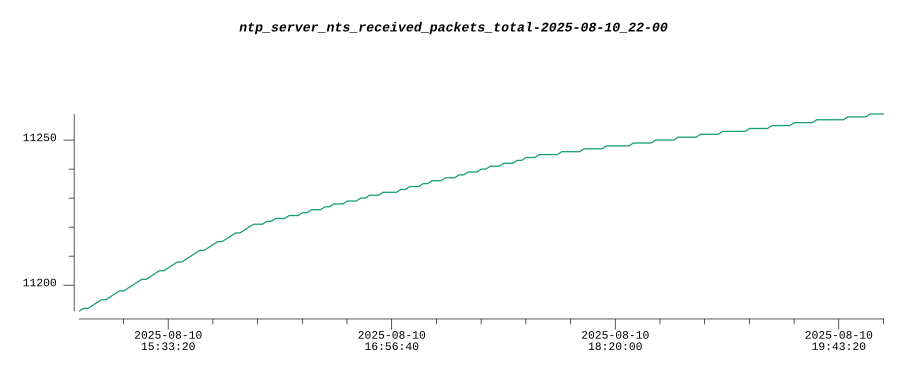 ntp_server_nts_received_packets_total-2025-08-10_22-00
11250
11200
2025-08-10 2025-08-10 2025-08-10 2025-08-10
15:33:20 16:56:40 18:20:00 19:43:20